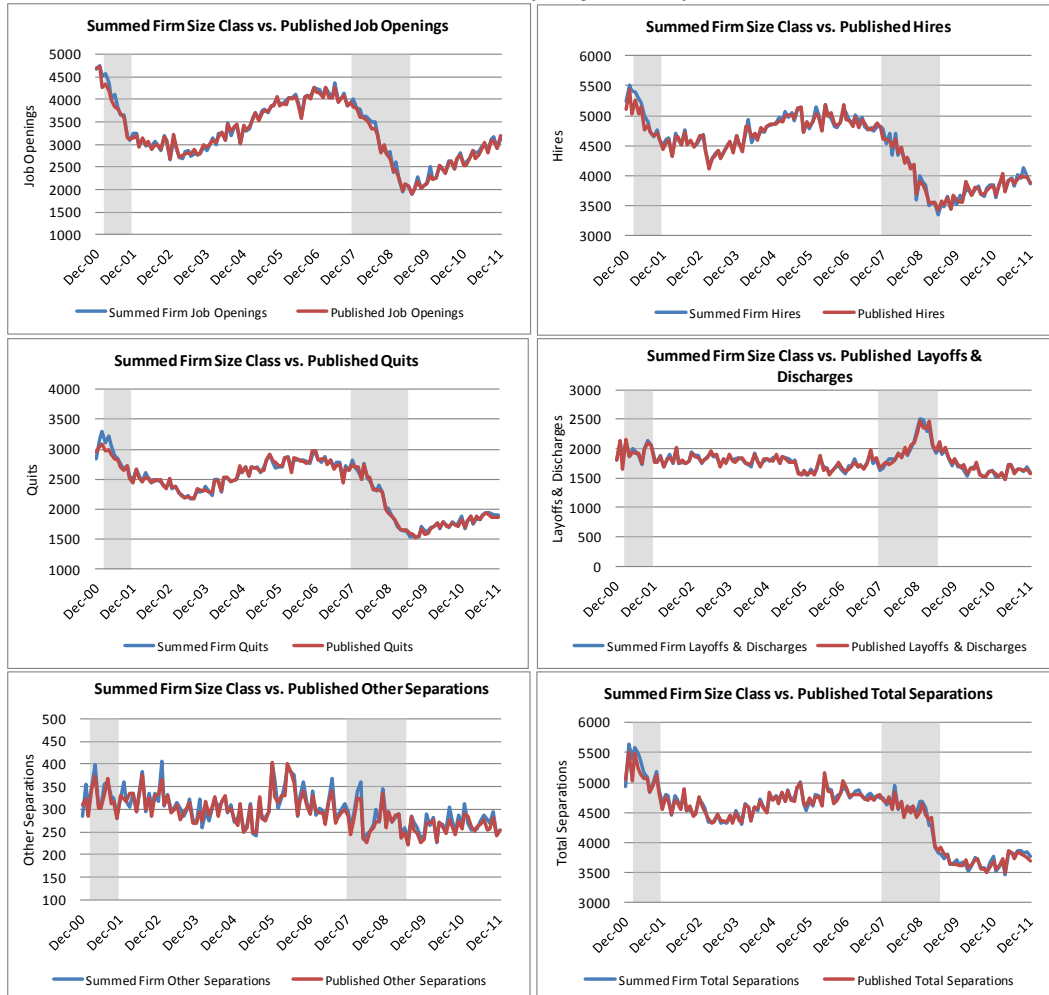 Summed Firm Size Class vs. Published Job Openings
5000
4500
4000
3500
3000
2500
2000
1500
1000
Job Openings
Dec-00
Dec-01
Dec-02
Dec-03
Dec-04
Dec-05
Dec-06
Dec-07
Dec-08
Dec-09
Dec-10
Dec-11
Summed Firm Job Openings
Published Job Openings
Summed Firm Size Class vs. Published Hires
6000
5500
5000
4500
4000
3500
3000
Hires
Dec-00
Dec-01
Dec-02
Dec-03
Dec-04
Dec-05
Dec-06
Dec-07
Dec-08
Dec-09
Dec-10
Dec-11
Summed Firm Hires
Published Hires
Summed Firm Size Class vs. Published Quits
4000
3500
3000
2500
2000
1500
1000
Quits
Dec-00
Dec-01
Dec-02
Dec-03
Dec-04
Dec-05
Dec-06
Dec-07
Dec-08
Dec-09
Dec-10
Dec-11
Summed Firm Quits
Published Quits
Summed Firm Size Class vs. Published Layoffs &
Discharges
3000
2500
2000
1500
1000
500
0
Layoffs & Discharges
Dec-00
Dec-01
Dec-02
Dec-03
Dec-04
Dec-05
Dec-06
Dec-07
Dec-08
Dec-09
Dec-10
Dec-11
Summed Firm Layoffs & Discharges
Published Layoffs & Discharges
Summed Firm Size Class vs. Published Other Separations
500
450
400
350
300
250
200
150
100
Other Separations
Dec-00
Dec-01
Dec-02
Dec-03
Dec-04
Dec-05
Dec-06
Dec-07
Dec-08
Dec-09
Dec-10
Dec-11
Summed Firm Other Separations
Published Other Separations
Summed Firm Size Class vs. Published Total Separations
6000
5500
5000
4500
4000
3500
3000
Total Separations
Dec-00
Dec-01
Dec-02
Dec-03
Dec-04
Dec-05
Dec-06
Dec-07
Dec-08
Dec-09
Dec-10
Dec-11
Summed Firm Total Separations
Published Total Separations